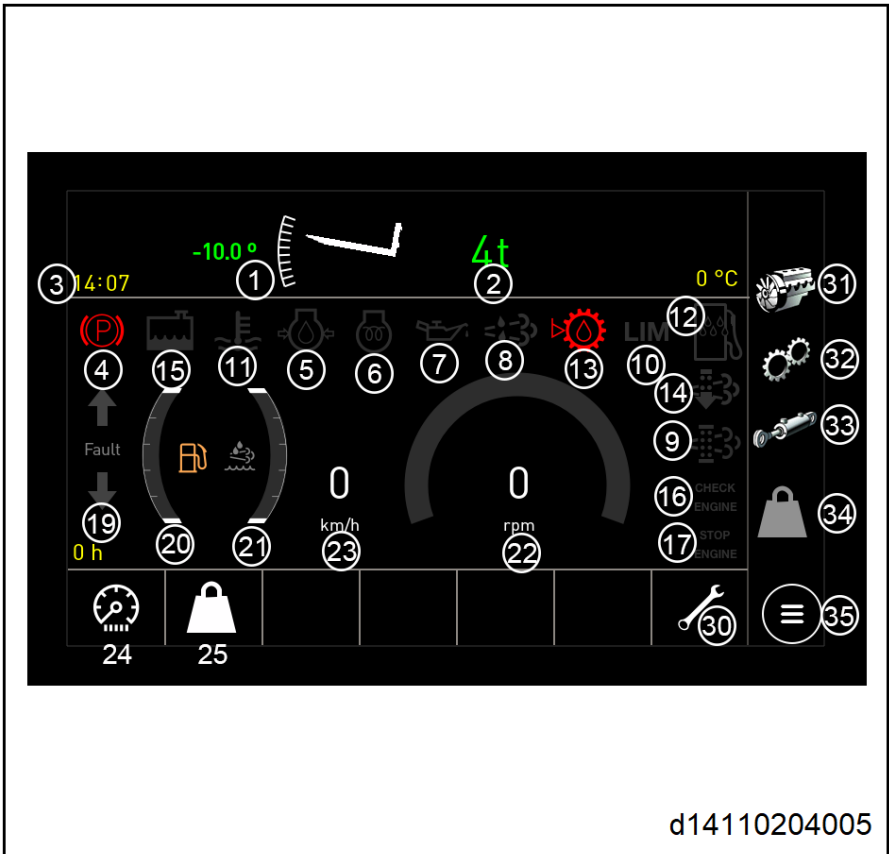 -10.0 º
4t
1
2
3
14:07
0 °C
31
P
LIM
12
4
15
11
5
6
7
8
13
10
32
14
Fault
9
33
0
0
CHECK
ENGINE
16
km/h
rpm
34
19
STOP
ENGINE
17
0 h
20
21
23
22
30
35
24
25
d14110204005